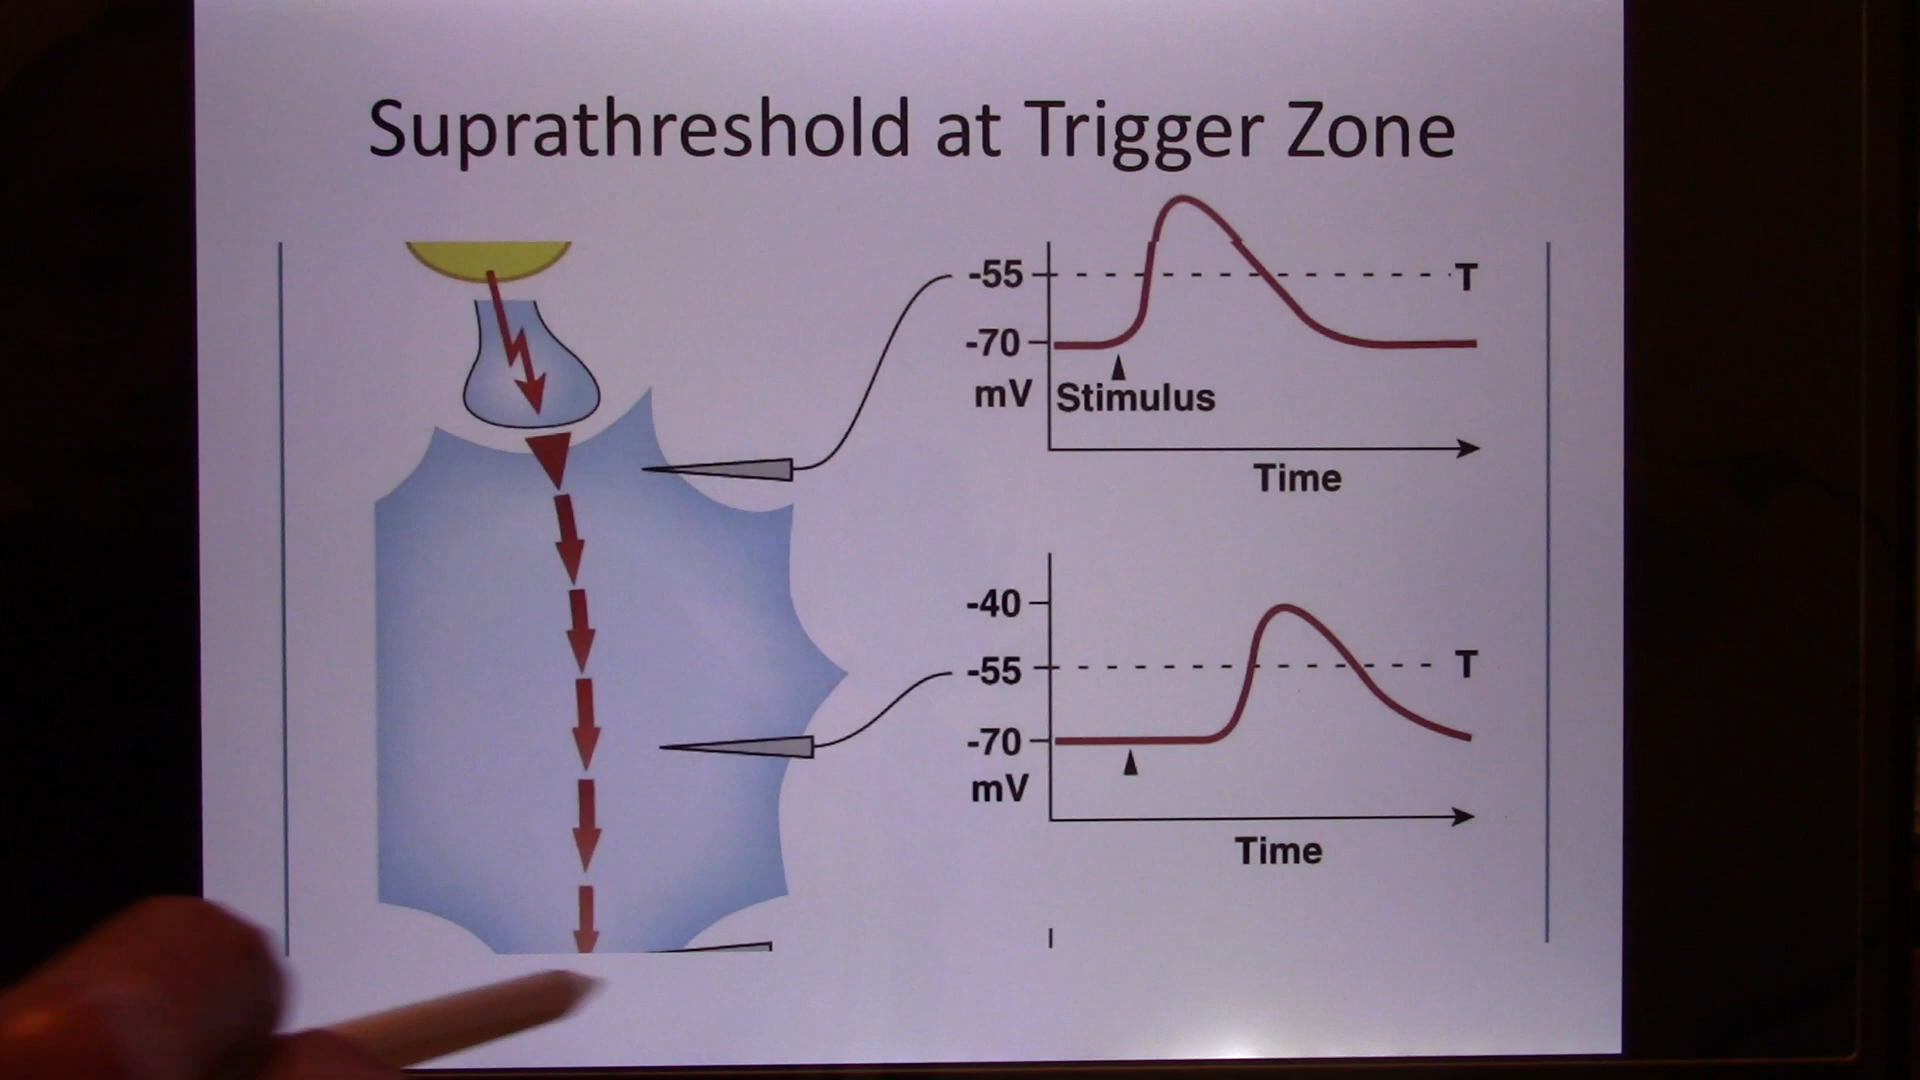 Suprathreshold at Trigger Zone
-55
T
-70
mV
Stimulus
Time
-40
-55
T
-70
mV
Time